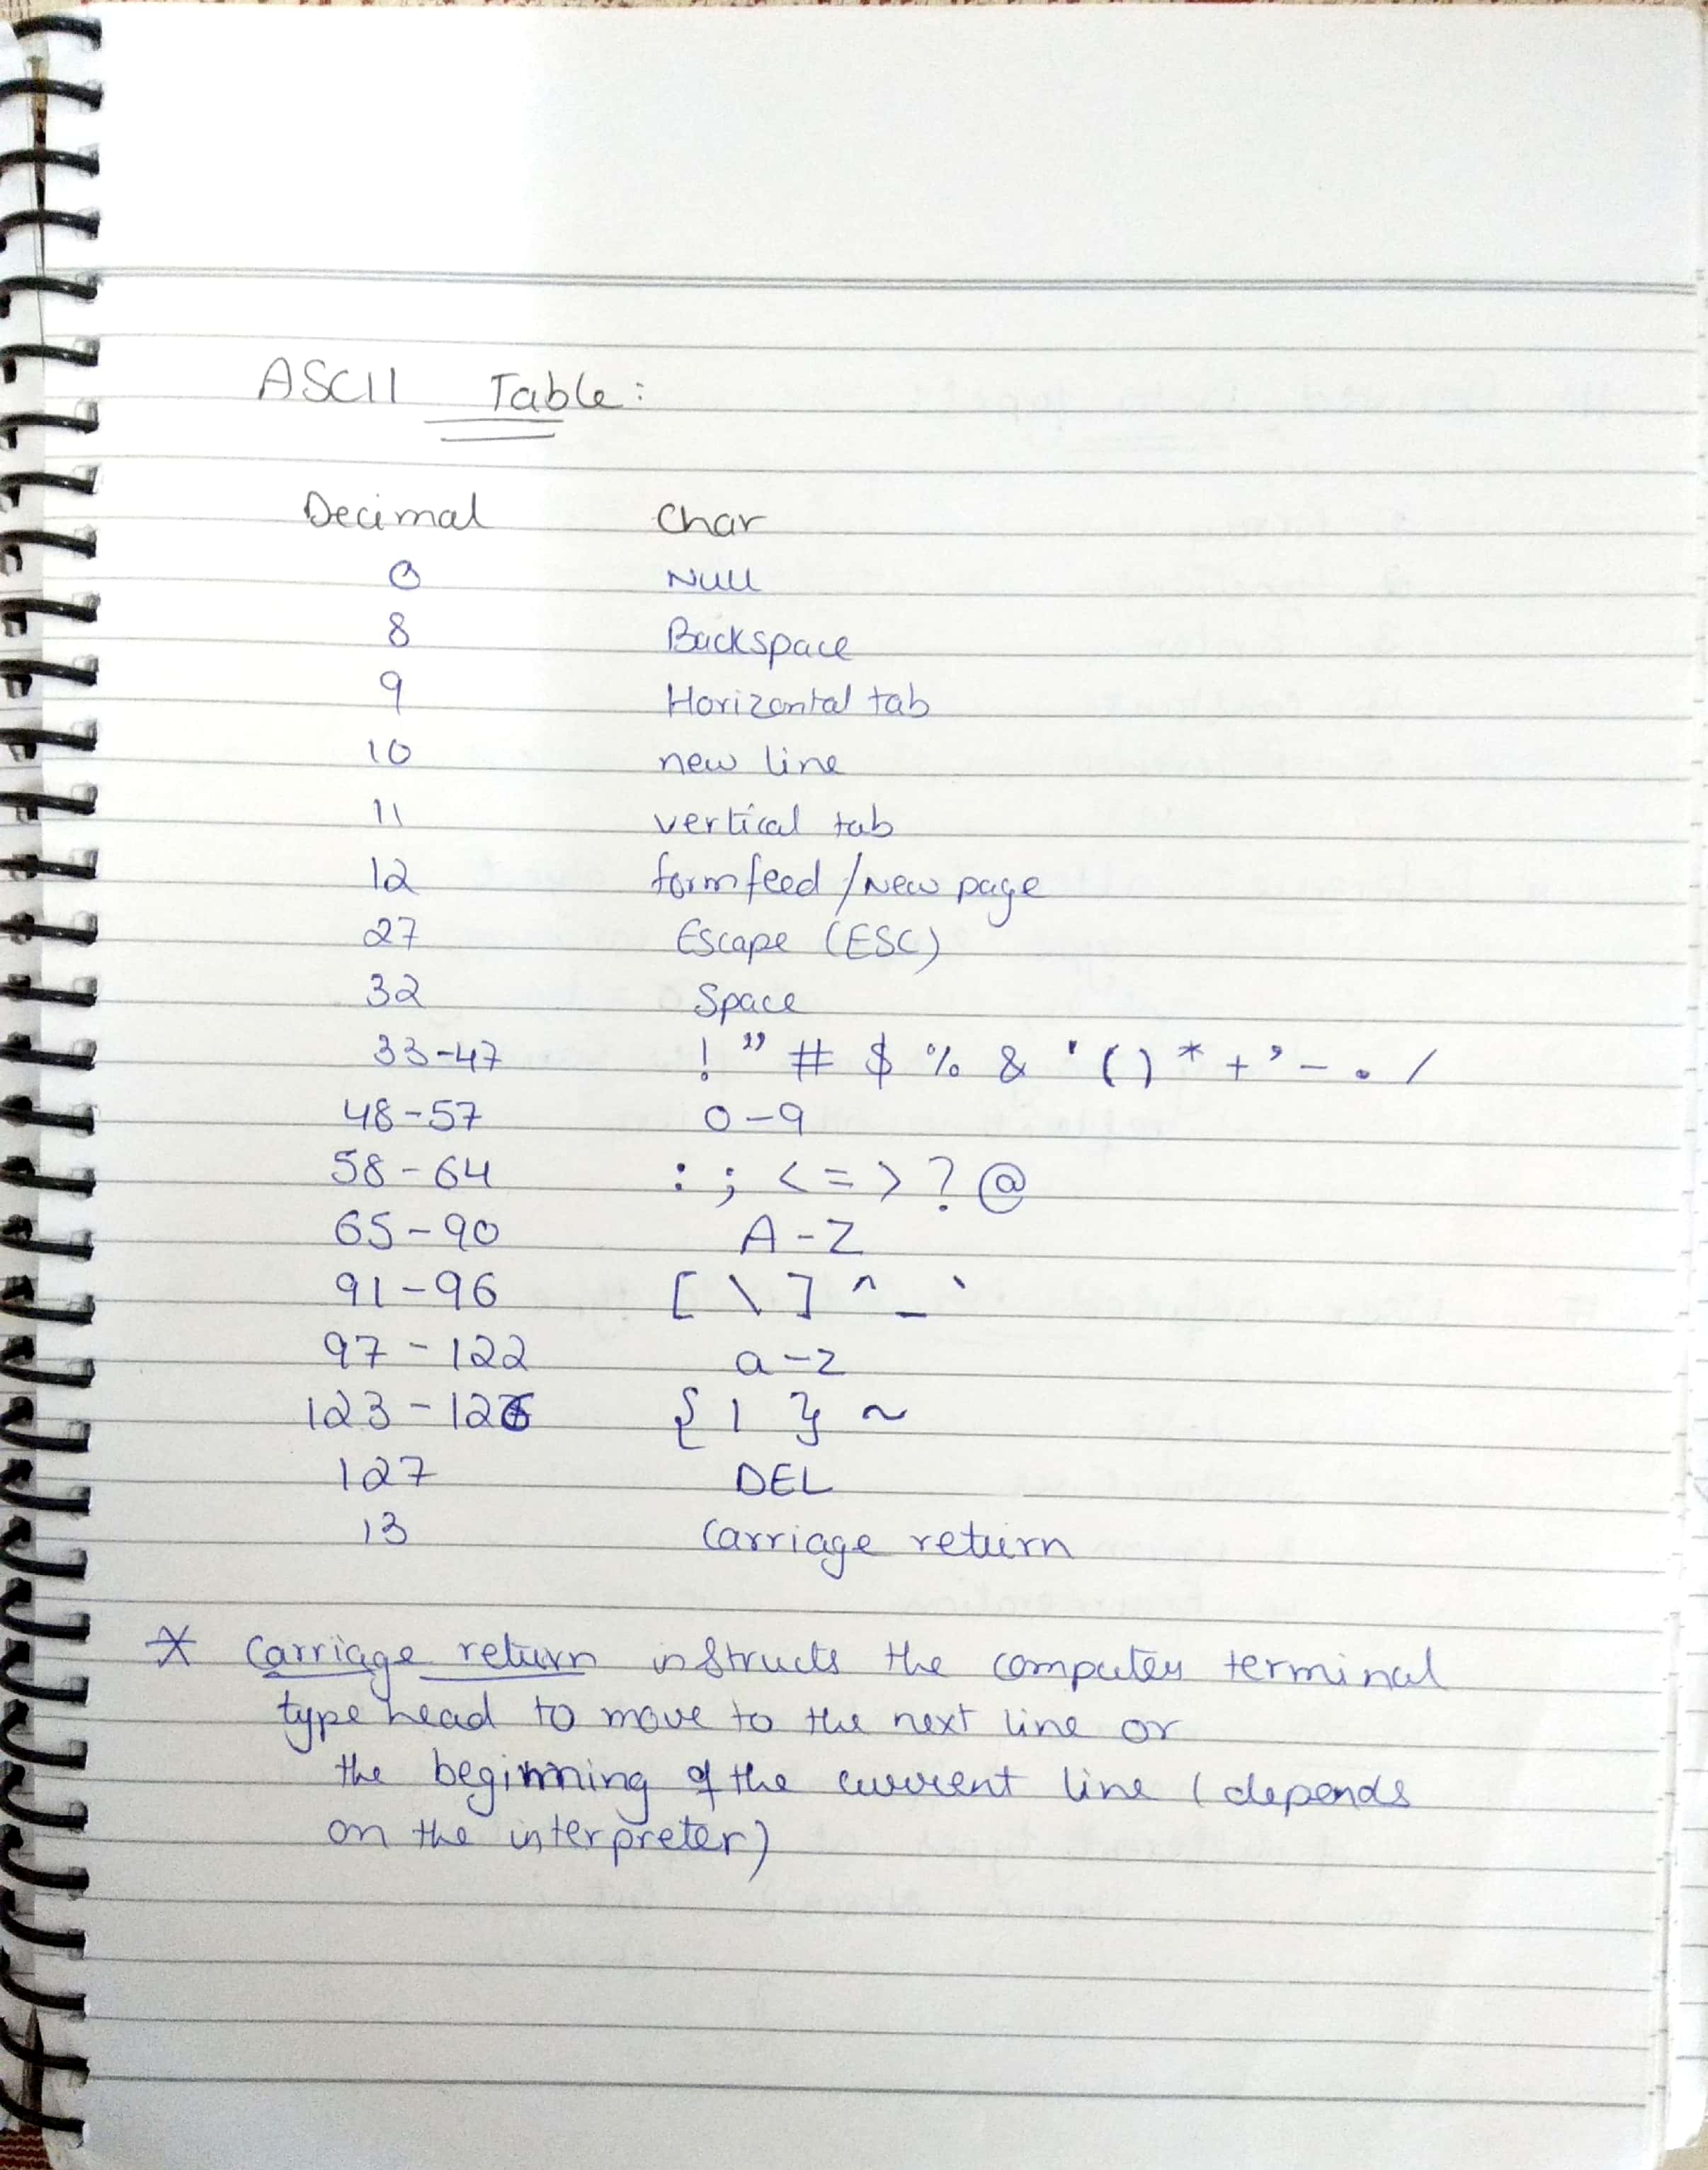 ASCII Table:
Decimal Char
0 Null
8 Backspace
9 Horizontal tab
10 new line
11 vertical tab
12 formfeed / New page
27 Escape (ESC)
32 Space
33-47 ! " # $ % & ' ( ) * + ' - . /
48-57 0-9
58-64 : ; < = > ? @
65-90 A-Z
91-96 [ \ ] ^ _ `
97-122 a-z
123-126 { | } ~
127 DEL
13 Carriage return
* Carriage return instructs the computer terminal
type head to move to the next line or
the beginning of the current line (depends
on the interpreter)